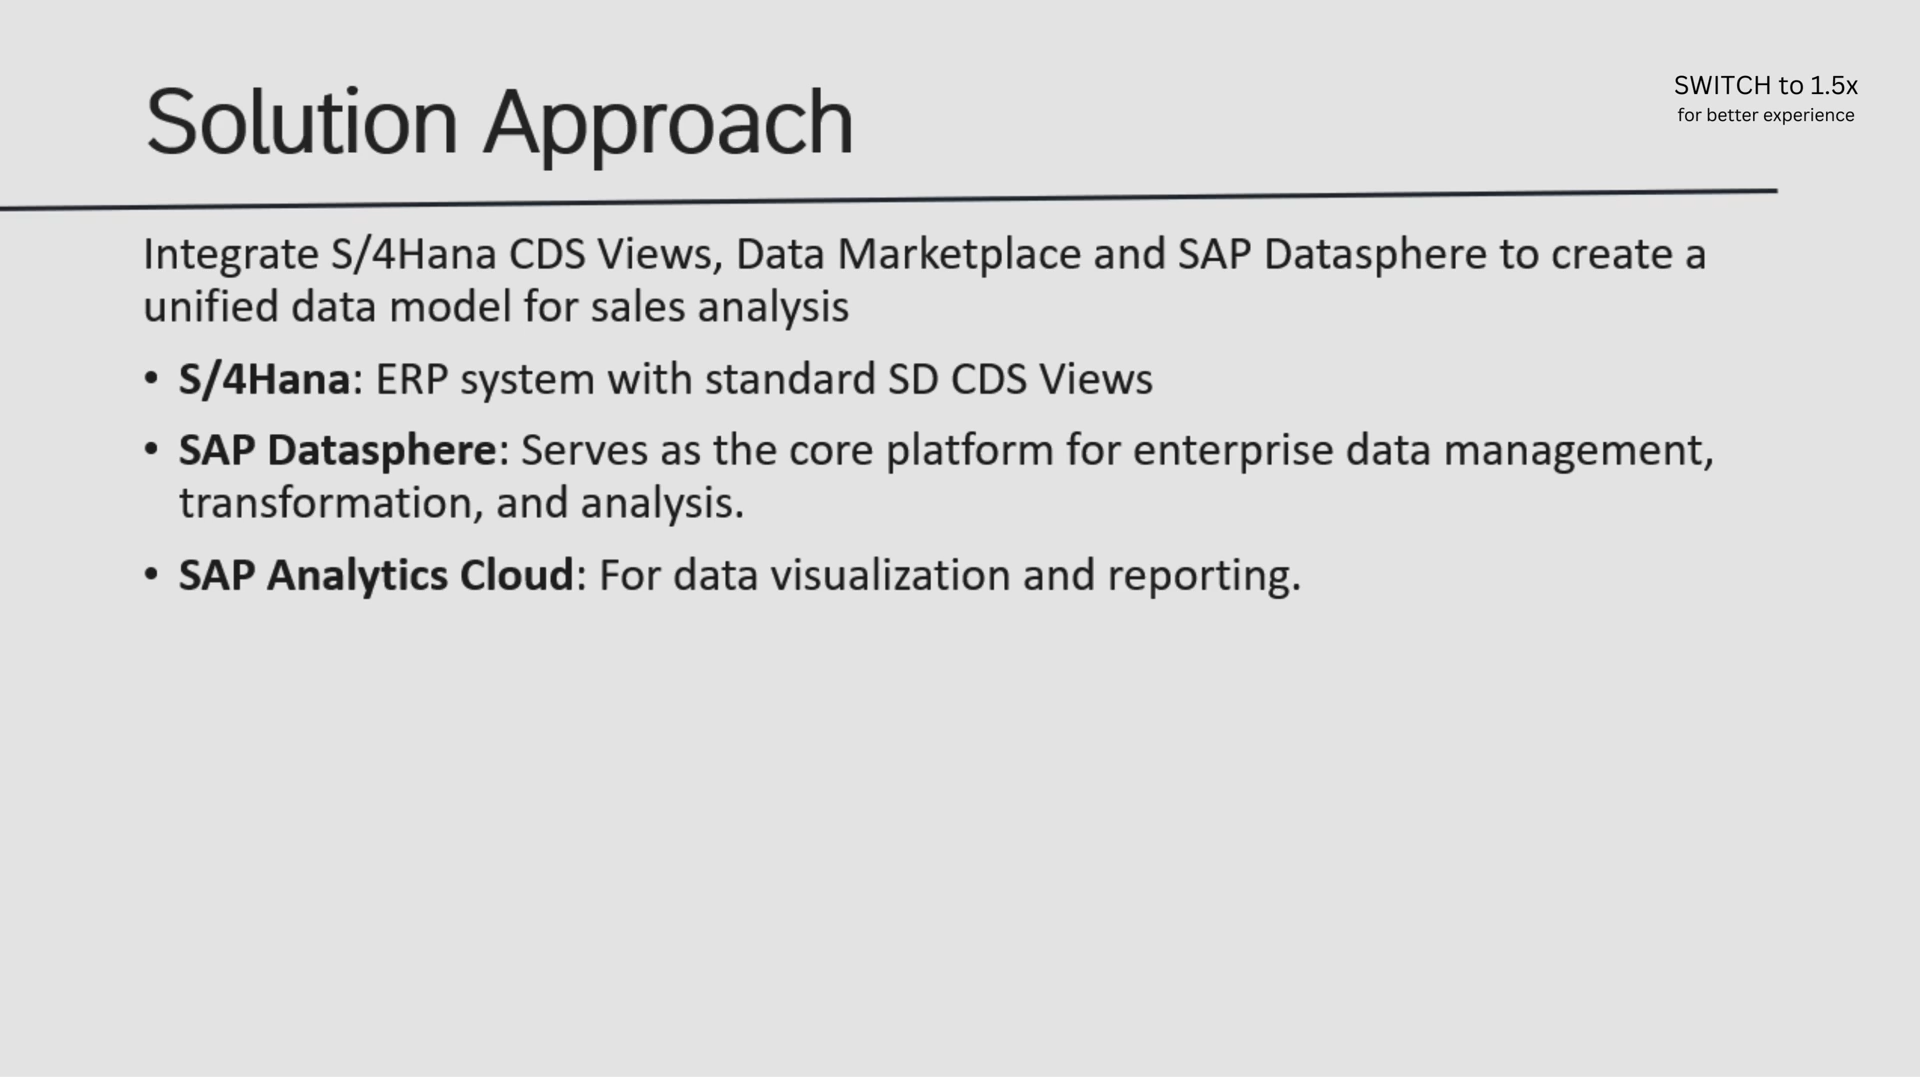 Solution Approach
SWITCH to 1.5x
for better experience
Integrate S/4Hana CDS Views, Data Marketplace and SAP Datasphere to create a
unified data model for sales analysis
• S/4Hana: ERP system with standard SD CDS Views
• SAP Datasphere: Serves as the core platform for enterprise data management,
transformation, and analysis.
• SAP Analytics Cloud: For data visualization and reporting.